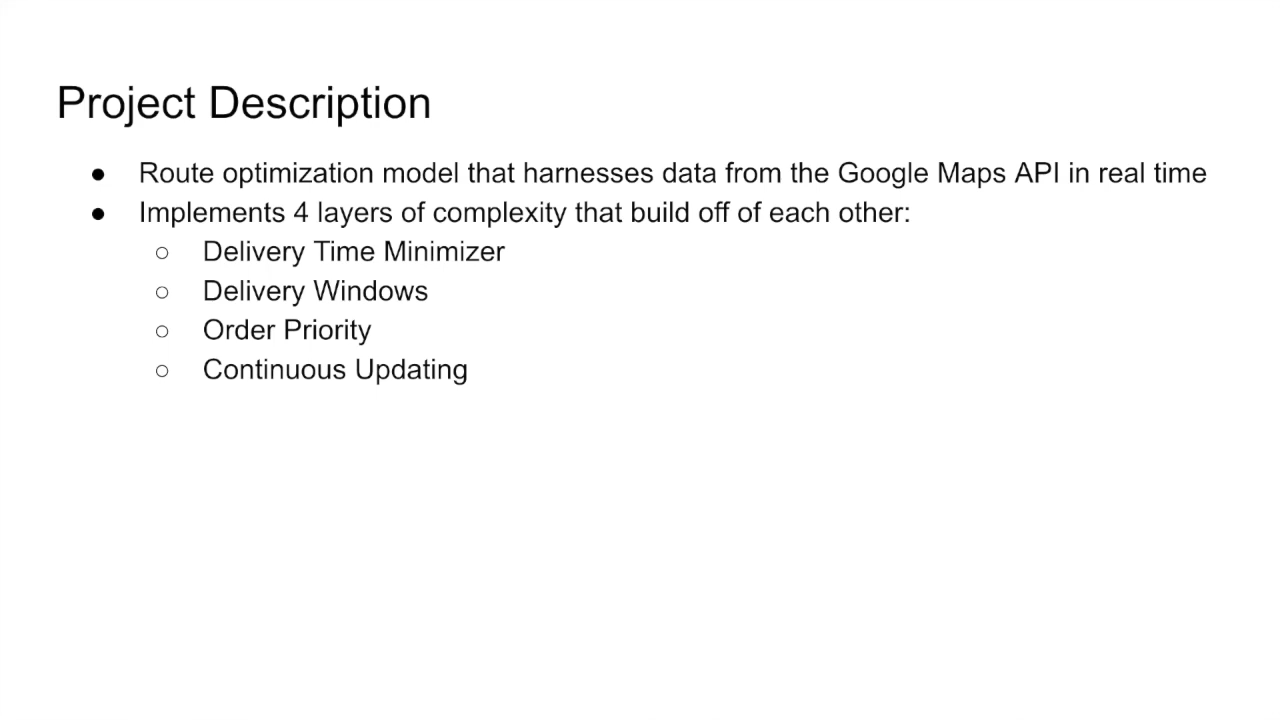 Project Description
● Route optimization model that harnesses data from the Google Maps API in real time
● Implements 4 layers of complexity that build off of each other:
○ Delivery Time Minimizer
○ Delivery Windows
○ Order Priority
○ Continuous Updating